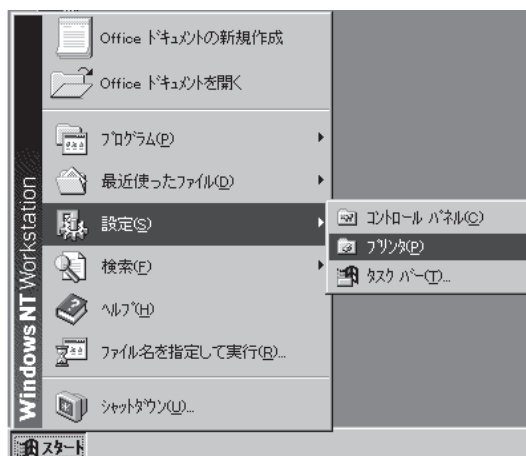 Office ﾄﾞｷｭﾒﾝﾄの新規作成
Office ﾄﾞｷｭﾒﾝﾄを開く
ﾌﾟﾛｸﾞﾗﾑ(P)
最近使ったﾌｧｲﾙ(D)
設定(S)
検索(F)
ﾍﾙﾌﾟ(H)
ﾌｧｲﾙ名を指定して実行(R)...
ｼｬｯﾄﾀﾞｳﾝ(U)...
ｺﾝﾄﾛｰﾙ ﾊﾟﾈﾙ(C)
ﾌﾟﾘﾝﾀ(P)
ﾀｽｸ ﾊﾞｰ(T)...
Windows NT Workstation
ｽﾀｰﾄ